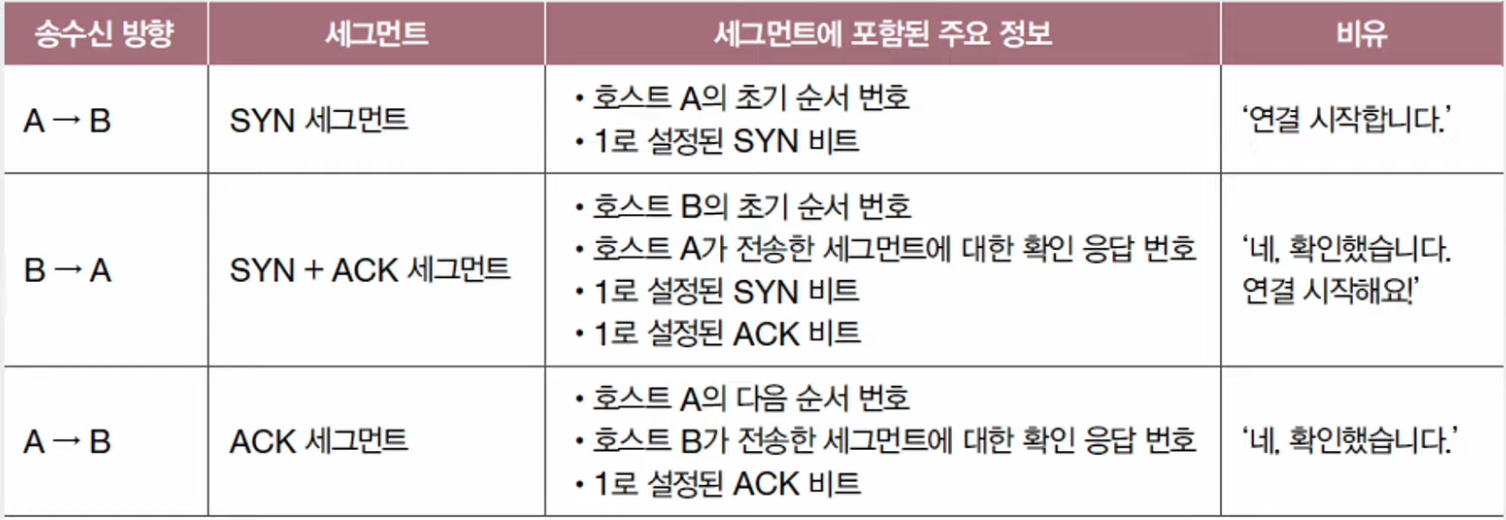 송수신 방향 세그먼트 세그먼트에 포함된 주요 정보 비유
A → B SYN 세그먼트
• 호스트 A의 초기 순서 번호
• 1로 설정된 SYN 비트
‘연결 시작합니다.’
B → A SYN + ACK 세그먼트
• 호스트 B의 초기 순서 번호
• 호스트 A가 전송한 세그먼트에 대한 확인 응답 번호
• 1로 설정된 SYN 비트
• 1로 설정된 ACK 비트
‘네, 확인했습니다.
연결 시작해요!’
A → B ACK 세그먼트
• 호스트 A의 다음 순서 번호
• 호스트 B가 전송한 세그먼트에 대한 확인 응답 번호
• 1로 설정된 ACK 비트
‘네, 확인했습니다.’